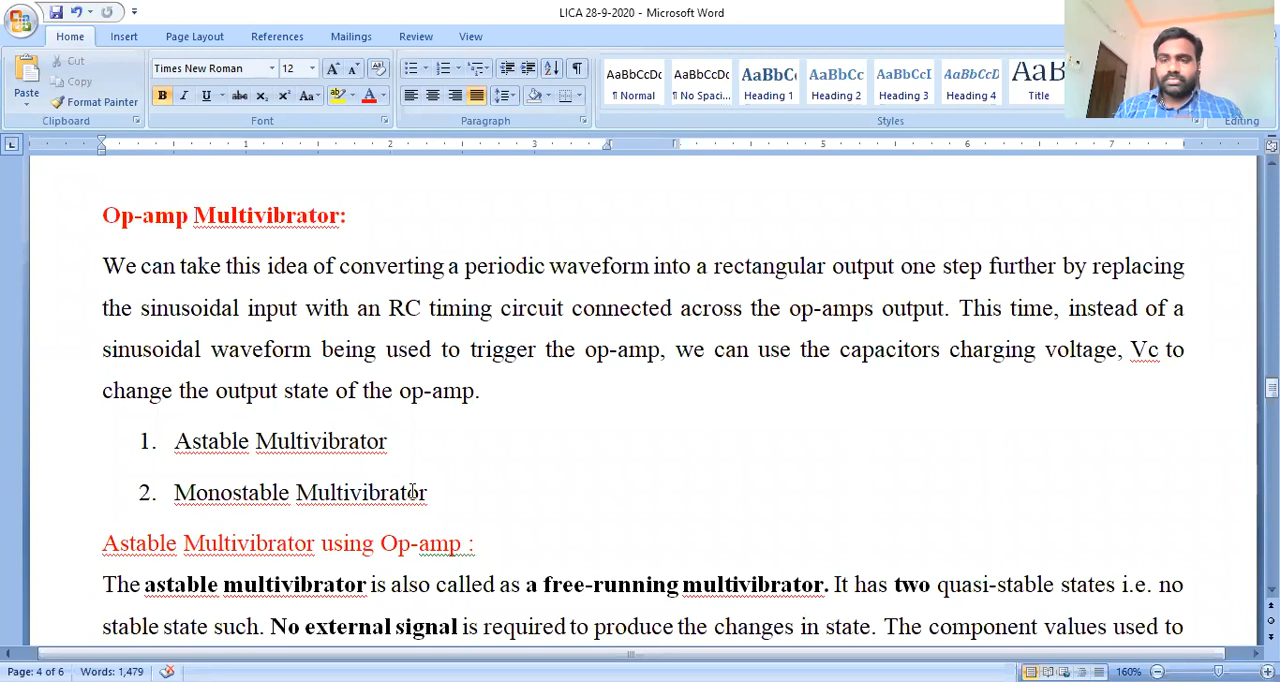 LICA 28-9-2020 - Microsoft Word
Home Insert Page Layout References Mailings Review View
Paste Cut Copy Format Painter
Times New Roman 12
AaBbCcDc AaBbCcDc AaBbC AaBbCc AaBbCcI AaBbCcD AaB
¶ Normal ¶ No Spaci... Heading 1 Heading 2 Heading 3 Heading 4 Title
Clipboard Font Paragraph Styles Editing
1 2 3 5 6 7
Op-amp Multivibrator:
We can take this idea of converting a periodic waveform into a rectangular output one step further by replacing
the sinusoidal input with an RC timing circuit connected across the op-amps output. This time, instead of a
sinusoidal waveform being used to trigger the op-amp, we can use the capacitors charging voltage, Vc to
change the output state of the op-amp.
1. Astable Multivibrator
2. Monostable Multivibrator
Astable Multivibrator using Op-amp :
The astable multivibrator is also called as a free-running multivibrator. It has two quasi-stable states i.e. no
stable state such. No external signal is required to produce the changes in state. The component values used to
Page: 4 of 6 Words: 1,479 160%